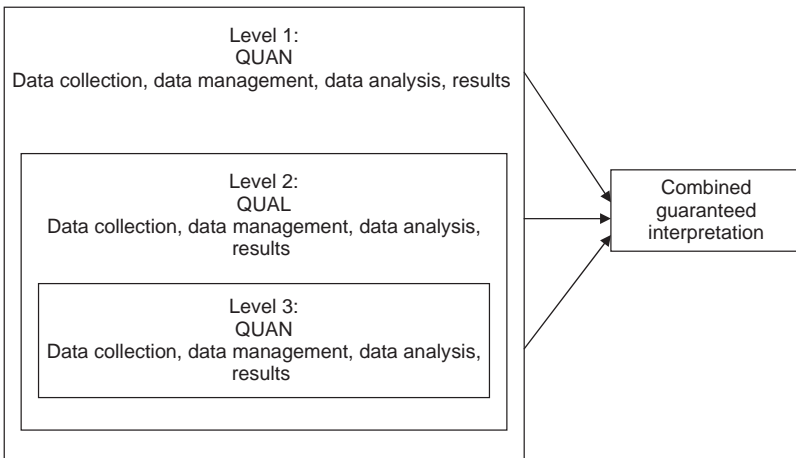 Level 1:
QUAN
Data collection, data management, data analysis, results
Level 2:
QUAL
Data collection, data management, data analysis,
results
Level 3:
QUAN
Data collection, data management, data analysis,
results
Combined
guaranteed
interpretation